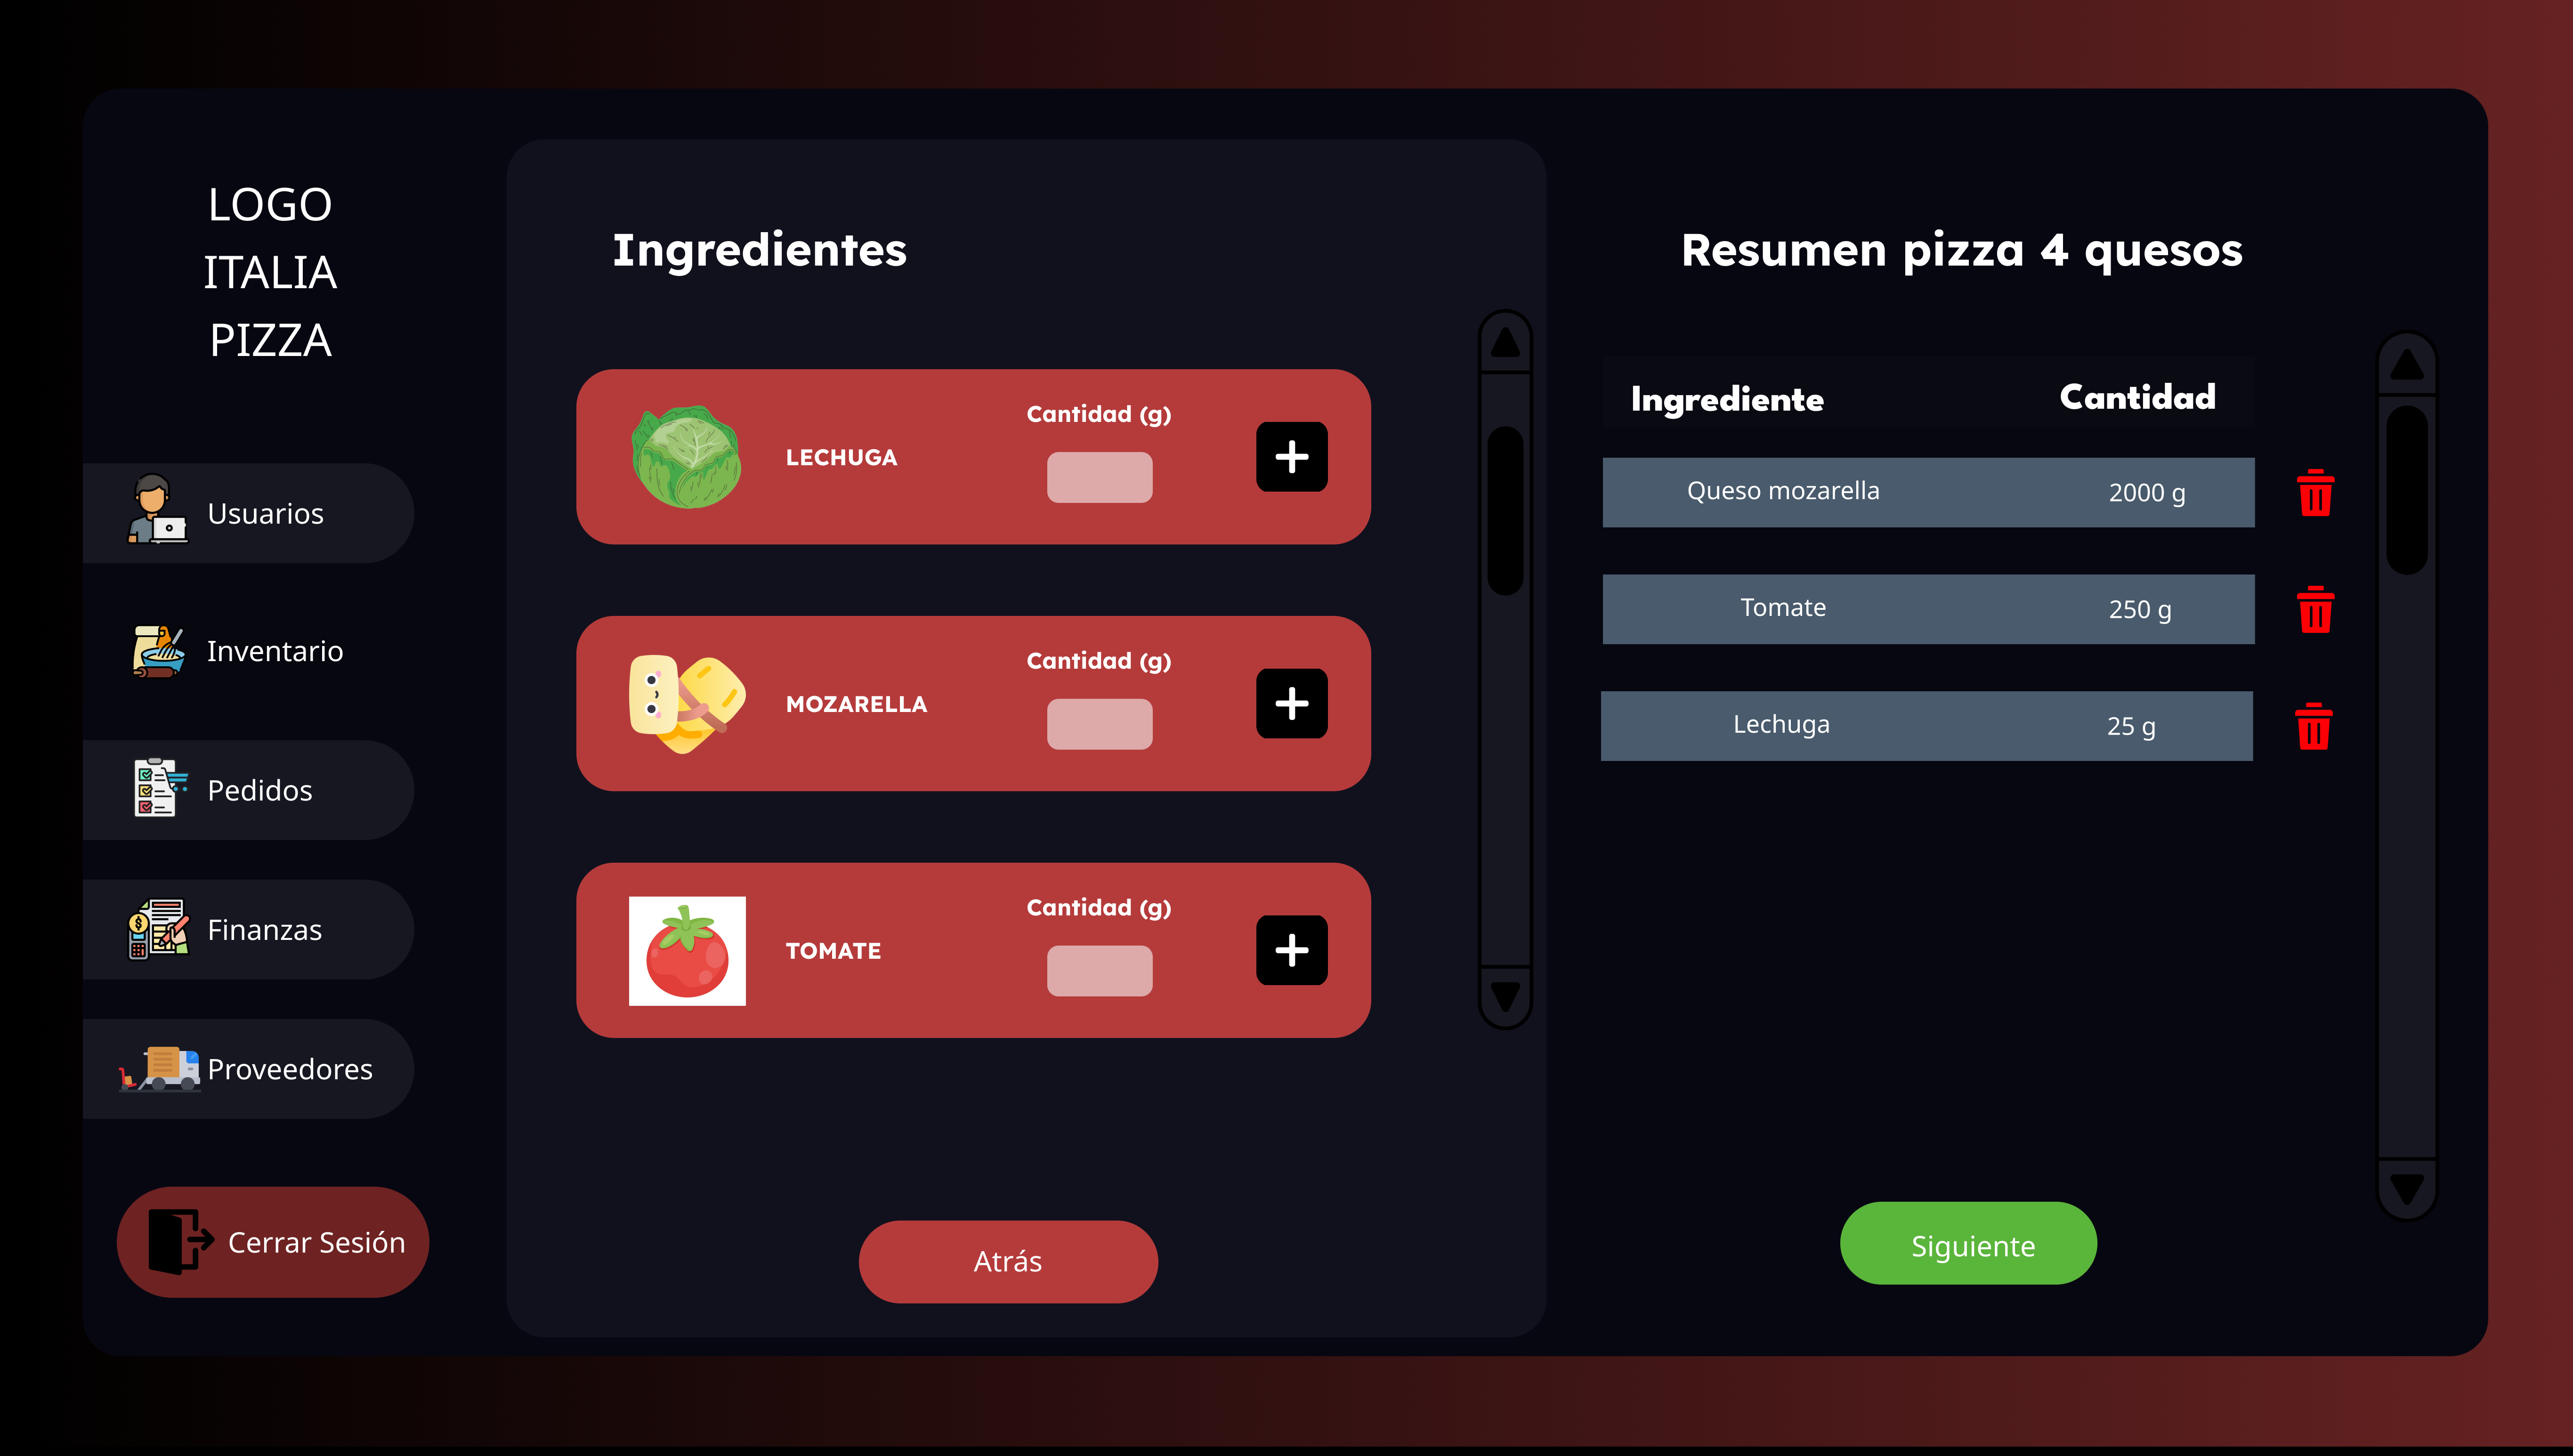 LOGO
ITALIA
PIZZA
Usuarios
Inventario
Pedidos
Finanzas
Proveedores
Cerrar Sesión
Ingredientes
LECHUGA
Cantidad (g)
+
MOZARELLA
Cantidad (g)
+
TOMATE
Cantidad (g)
+
Atrás
Resumen pizza 4 quesos
Ingrediente Cantidad
Queso mozarella 2000 g
Tomate 250 g
Lechuga 25 g
Siguiente